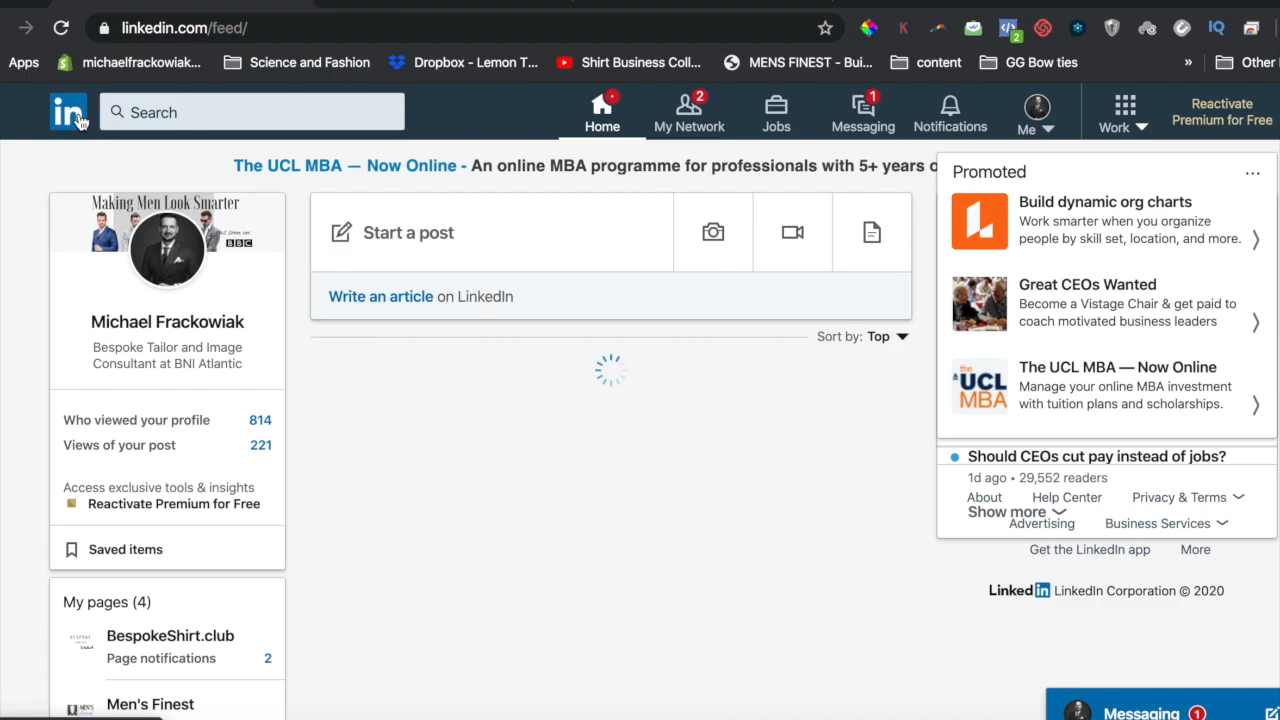 linkedin.com/feed/
2
K
IQ
Apps
michaelfrackowiak...
Science and Fashion
Dropbox - Lemon T...
Shirt Business Coll...
MENS FINEST - Bui...
content
GG Bow ties
»
Other
in
Search
Home
2
My Network
Jobs
1
Messaging
Notifications
Me
Work
Reactivate
Premium for Free
The UCL MBA — Now Online - An online MBA programme for professionals with 5+ years o
Making Men Look Smarter
as seen in
BBC
Michael Frackowiak
Bespoke Tailor and Image
Consultant at BNI Atlantic
Who viewed your profile 814
Views of your post 221
Access exclusive tools & insights
Reactivate Premium for Free
Saved items
My pages (4)
BespokeShirt.club
Page notifications 2
Men's Finest
Start a post
Write an article on LinkedIn
Sort by: Top
Promoted
...
Build dynamic org charts
Work smarter when you organize
people by skill set, location, and more.
Great CEOs Wanted
Become a Vistage Chair & get paid to
coach motivated business leaders
the
UCL
MBA
The UCL MBA — Now Online
Manage your online MBA investment
with tuition plans and scholarships.
Should CEOs cut pay instead of jobs?
1d ago • 29,552 readers
About Help Center Privacy & Terms
Show more
Advertising Business Services
Get the LinkedIn app More
Linked in LinkedIn Corporation © 2020
Messaging 1